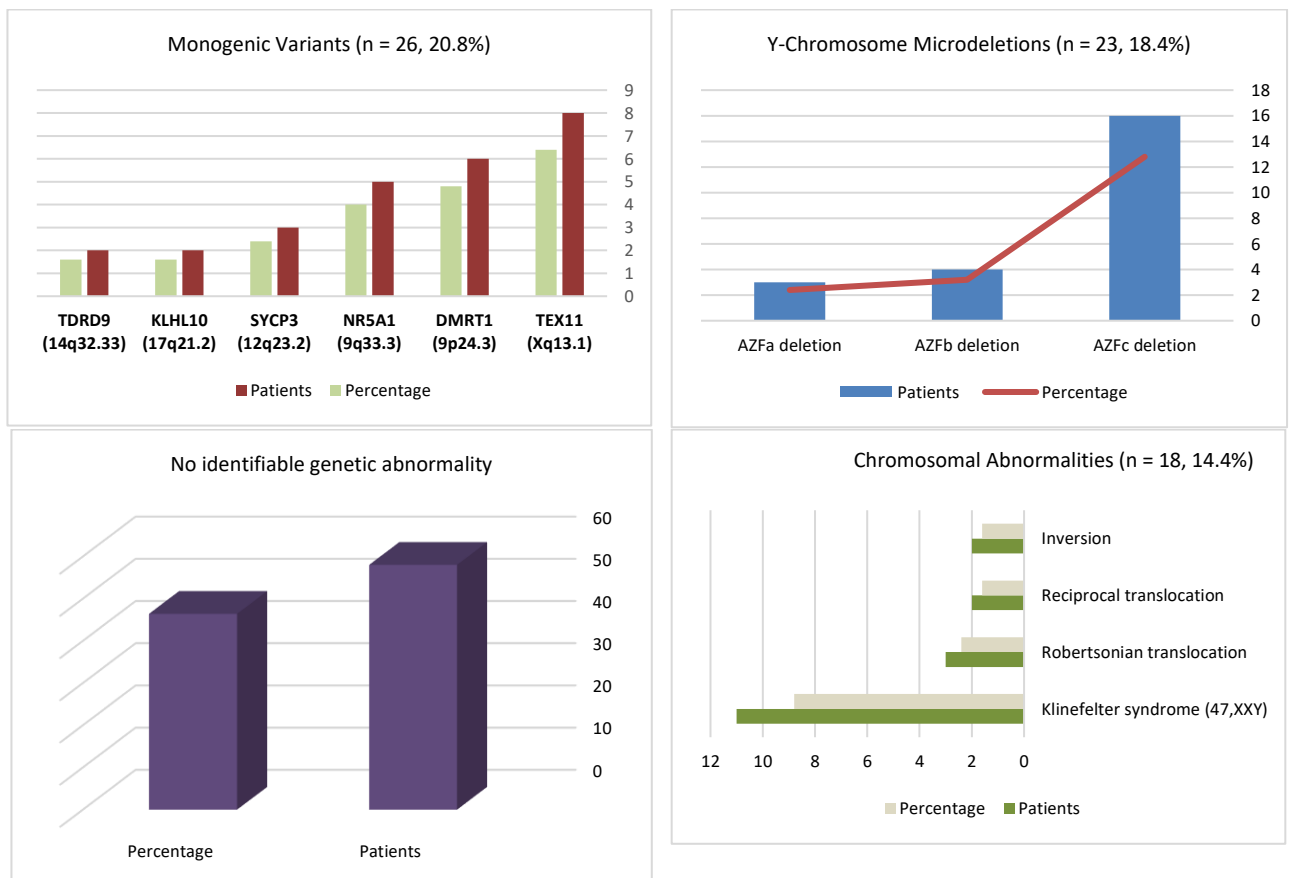 Monogenic Variants (n = 26, 20.8%)
9
8
7
6
5
4
3
2
1
0
TDRD9 KLHL10 SYCP3 NR5A1 DMRT1 TEX11
(14q32.33) (17q21.2) (12q23.2) (9q33.3) (9p24.3) (Xq13.1)
Patients Percentage
Y-Chromosome Microdeletions (n = 23, 18.4%)
18
16
14
12
10
8
6
4
2
0
AZFa deletion AZFb deletion AZFc deletion
Patients Percentage
No identifiable genetic abnormality
60
50
40
30
20
10
0
Percentage Patients
Chromosomal Abnormalities (n = 18, 14.4%)
Inversion
Reciprocal translocation
Robertsonian translocation
Klinefelter syndrome (47,XXY)
12 10 8 6 4 2 0
Percentage Patients